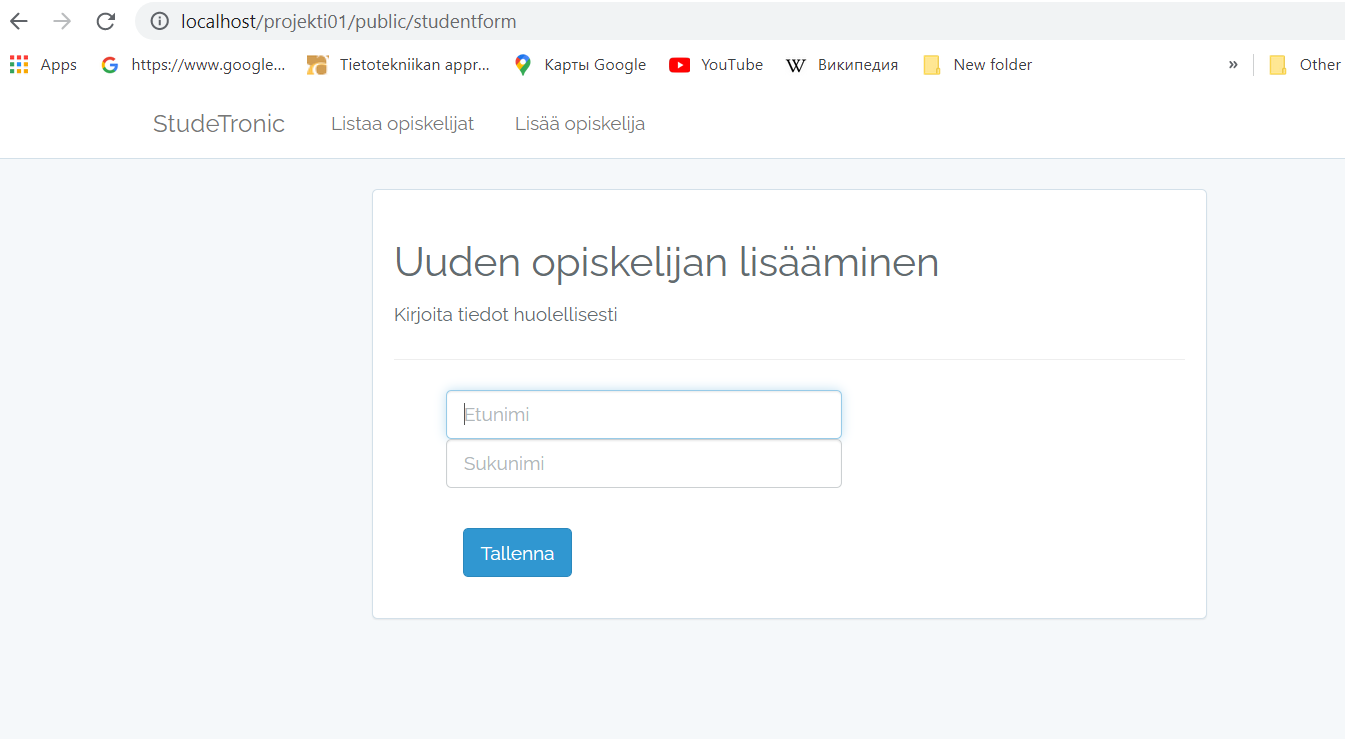 localhost/projekti01/public/studentform
Apps https://www.google... Tietotekniikan appr... Карты Google YouTube W Википедия New folder » Other
StudeTronic Listaa opiskelijat Lisää opiskelija
Uuden opiskelijan lisääminen
Kirjoita tiedot huolellisesti
Etunimi
Sukunimi
Tallenna